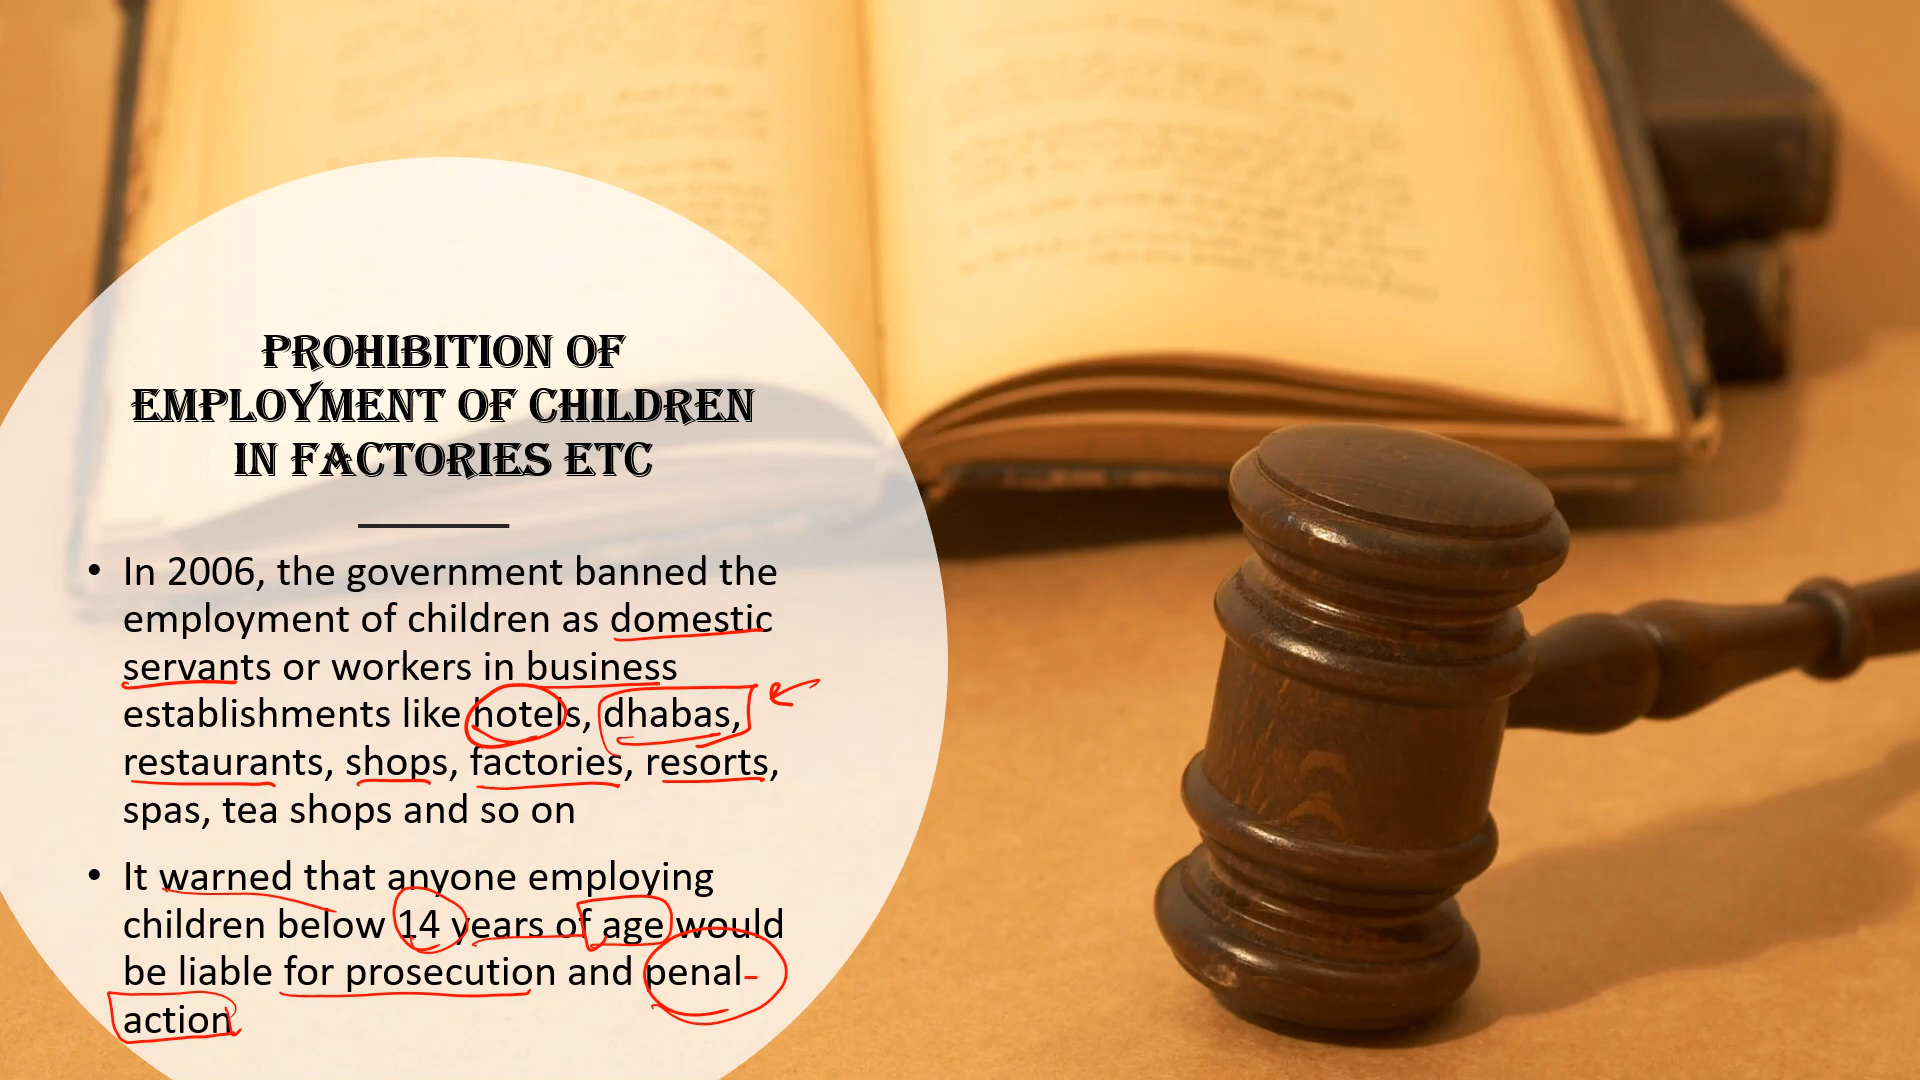 PROHIBITION OF
EMPLOYMENT OF CHILDREN
IN FACTORIES ETC
• In 2006, the government banned the
employment of children as domestic
servants or workers in business
establishments like hotels, dhabas,
restaurants, shops, factories, resorts,
spas, tea shops and so on
• It warned that anyone employing
children below 14 years of age would
be liable for prosecution and penal
action